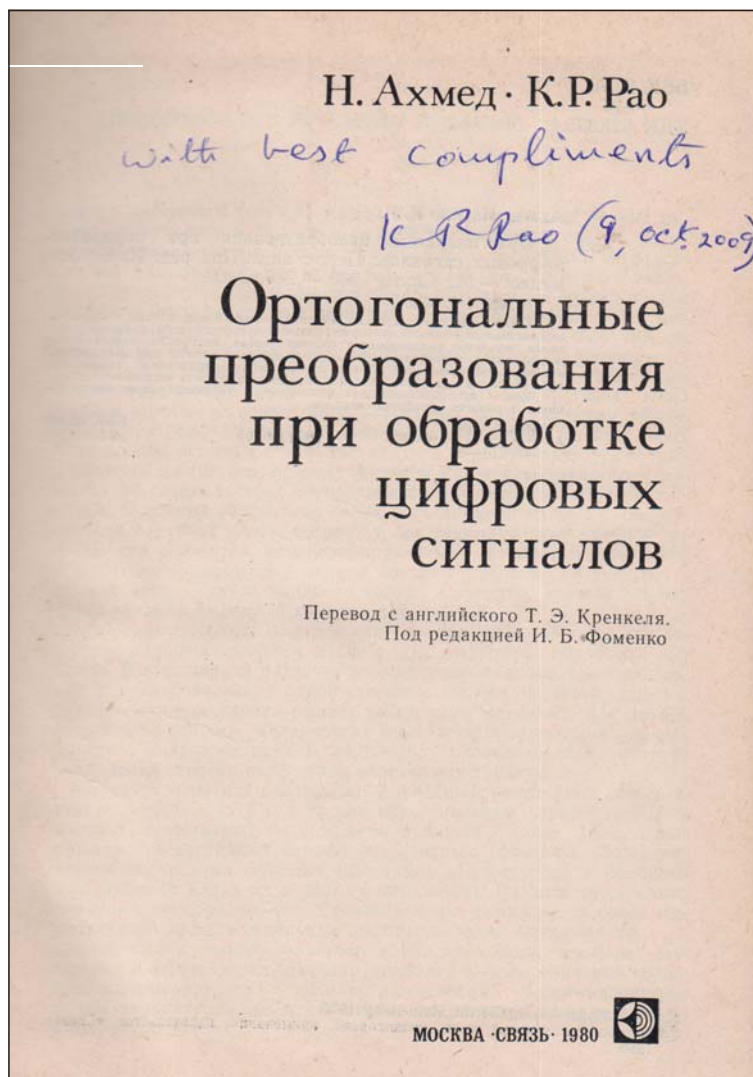 Н. Ахмед · К.Р. Рао
with best compliments
K R Rao (9, oct. 2009)
Ортогональные
преобразования
при обработке
цифровых
сигналов
Перевод с английского Т. Э. Кренкеля.
Под редакцией И. Б. Фоменко
МОСКВА ·СВЯЗЬ· 1980